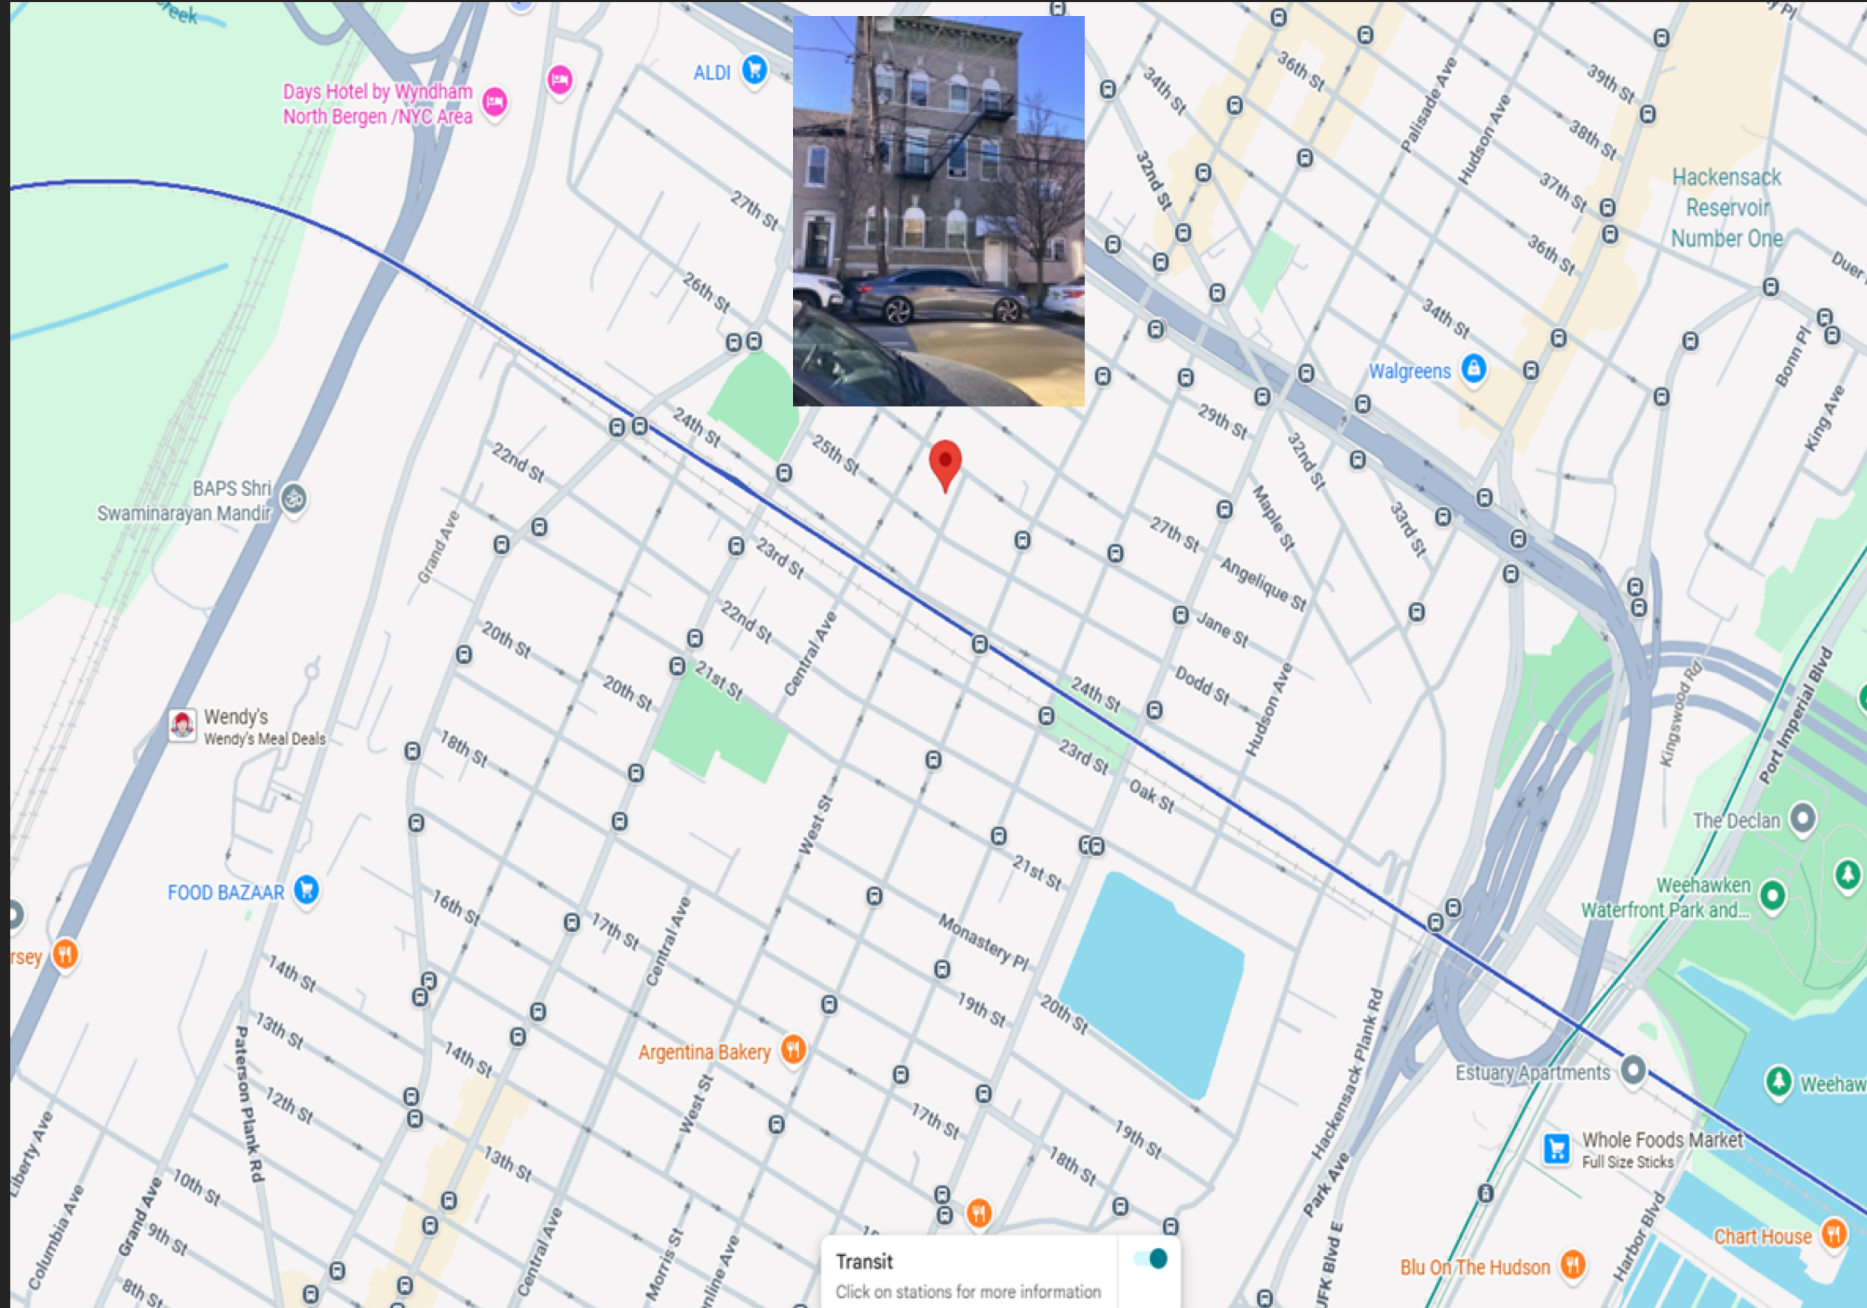 Creek
ALDI
Days Hotel by Wyndham
North Bergen /NYC Area
27th St
26th St
34th St
36th St
32nd St
Palisade Ave
Hudson Ave
39th St
38th St
37th St
36th St
34th St
Hackensack
Reservoir
Number One
Duer
Bonn Pl
King Ave
Walgreens
24th St
25th St
22nd St
29th St
32nd St
33rd St
Maple St
27th St
Angelique St
Jane St
Dodd St
BAPS Shri
Swaminarayan Mandir
Grand Ave
23rd St
22nd St
Central Ave
20th St
20th St
21st St
24th St
23rd St
Oak St
Hudson Ave
Kingswood Rd
Port Imperial Blvd
Wendy's
Wendy's Meal Deals
18th St
West St
The Declan
Weehawken
Waterfront Park and...
FOOD BAZAAR
21st St
16th St
17th St
Central Ave
Monastery Pl
19th St
20th St
rsey
14th St
13th St
14th St
12th St
Paterson Plank Rd
Argentina Bakery
West St
17th St
19th St
18th St
Hackensack Plank Rd
Park Ave
Estuary Apartments
Weehaw
Whole Foods Market
Full Size Sticks
Liberty Ave
Columbia Ave
Grand Ave
10th St
9th St
8th St
13th St
Central Ave
Morris St
JFK Blvd E
Harbor Blvd
Chart House
Blu On The Hudson
Transit
Click on stations for more information